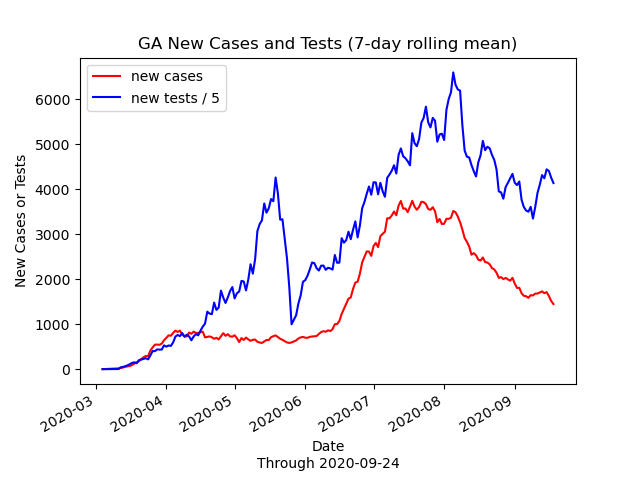 GA New Cases and Tests (7-day rolling mean)
new cases
new tests / 5
New Cases or Tests
6000
5000
4000
3000
2000
1000
0
2020-03
2020-04
2020-05
2020-06
2020-07
2020-08
2020-09
Date
Through 2020-09-24